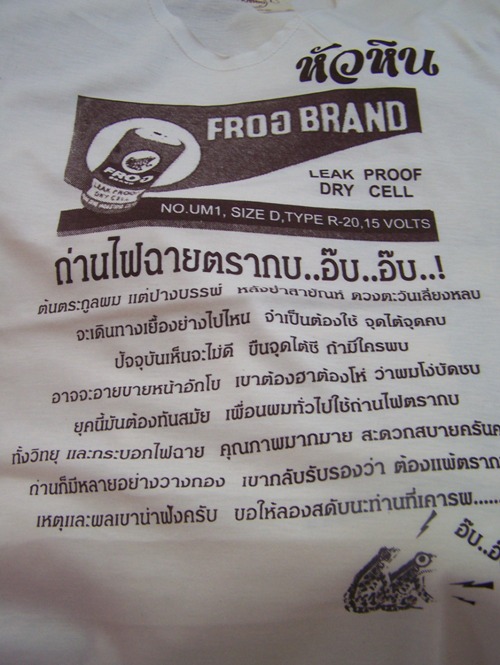 หัวหิน
FROG BRAND
FROG
BRAND
LEAK PROOF
DRY CELL
LEAK PROOF
DRY CELL
NO.UM1, SIZE D,TYPE R-20,15 VOLTS
ถ่านไฟฉายตรากบ..อ๊บ..อ๊บ..!
ต้นตระกูลผม แต่ปางบรรพ์ หลังย่ำสายัณห์ ดวงตะวันเลี่ยงหลบ
จะเดินทางเยื้องย่างไปไหน จำเป็นต้องใช้ จุดไต้จุดคบ
ปัจจุบันเห็นจะไม่ดี ขืนจุดไต้ซี ถ้ามีใครพบ
อาจจะอายขายหน้าอักโข เขาต้องฮาต้องโห่ ว่าผมโง่บัดซบ
ยุคนี้มันต้องทันสมัย เพื่อนผมทั่วไปใช้ถ่านไฟตรากบ
ทั้งวิทยุ และกระบอกไฟฉาย คุณภาพมากมาย สะดวกสบายครัน
ถ่านก็มีหลายอย่างวางกอง เขากลับรับรองว่า ต้องแพ้ตราก
เหตุและผลเขาน่าฟังครับ ขอให้ลองสดับนะท่านที่เคารพ.....
อ๊บ..อ๊